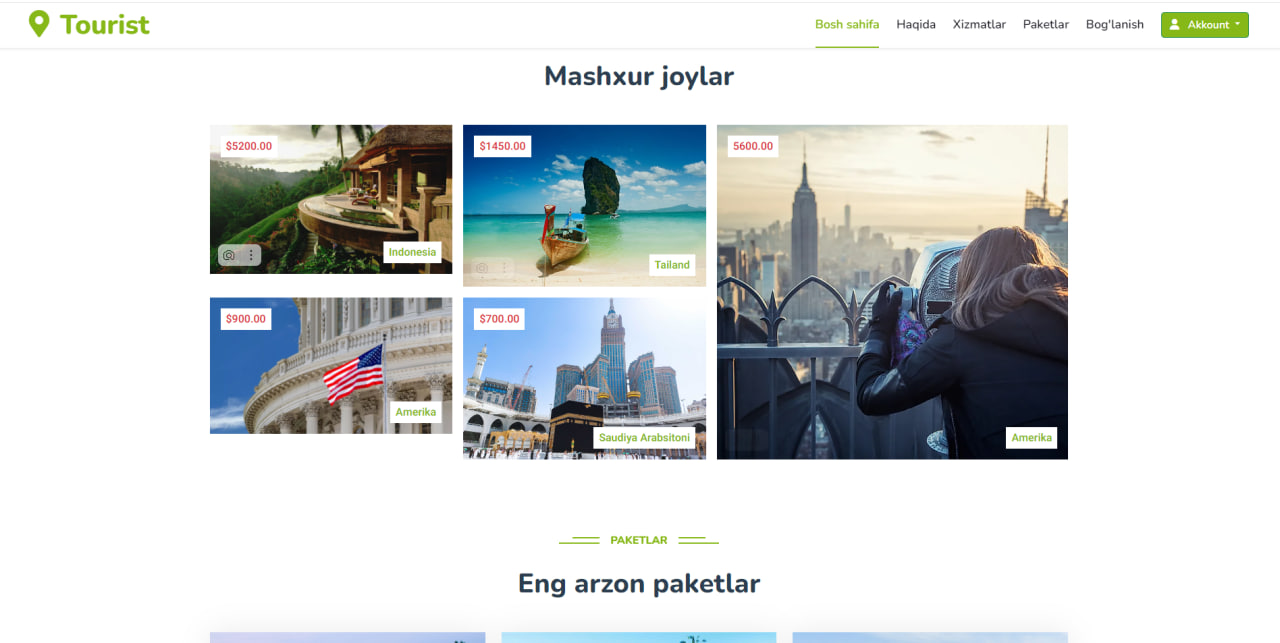 Tourist
Bosh sahifa Haqida Xizmatlar Paketlar Bog'lanish Akkount
Mashxur joylar
$5200.00
Indonesia
$1450.00
Tailand
5600.00
Amerika
$900.00
Amerika
$700.00
Saudiya Arabsitoni
PAKETLAR
Eng arzon paketlar